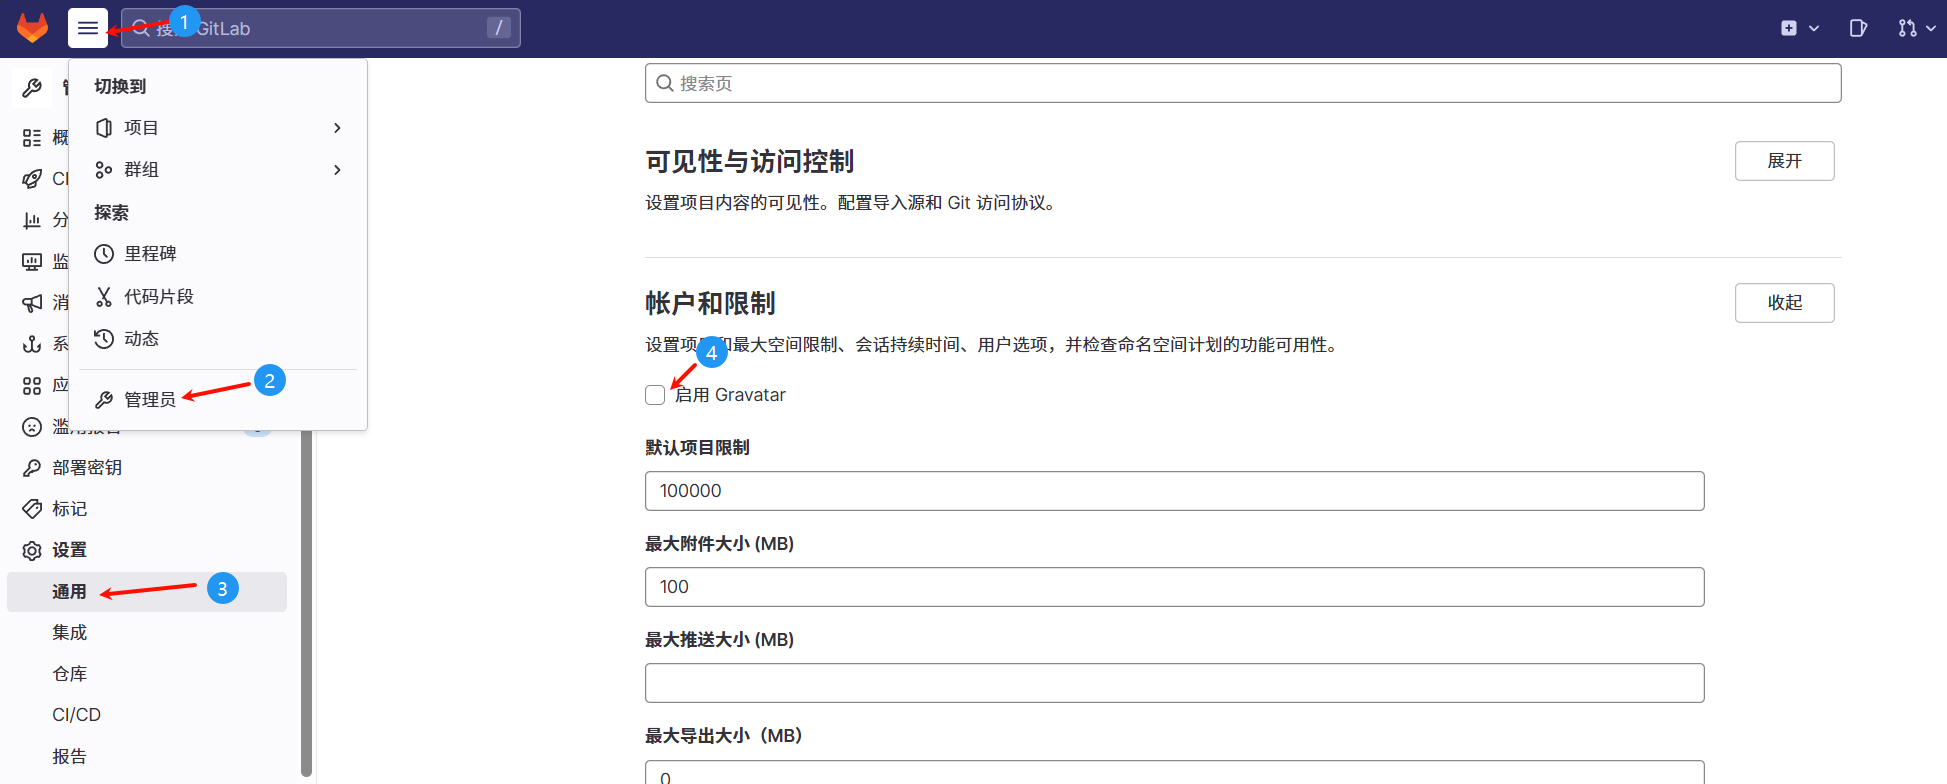 1
搜 GitLab
/
切换到
项目
群组
探索
里程碑
代码片段
动态
管理员
2
概
CI
分
监
消
系
应
滥用报告
部署密钥
标记
设置
通用
3
集成
仓库
CI/CD
报告
搜索页
可见性与访问控制
展开
设置项目内容的可见性。配置导入源和 Git 访问协议。
帐户和限制
收起
设置项 和最大空间限制、会话持续时间、用户选项，并检查命名空间计划的功能可用性。
4
启用 Gravatar
默认项目限制
100000
最大附件大小 (MB)
100
最大推送大小 (MB)
最大导出大小（MB）
0